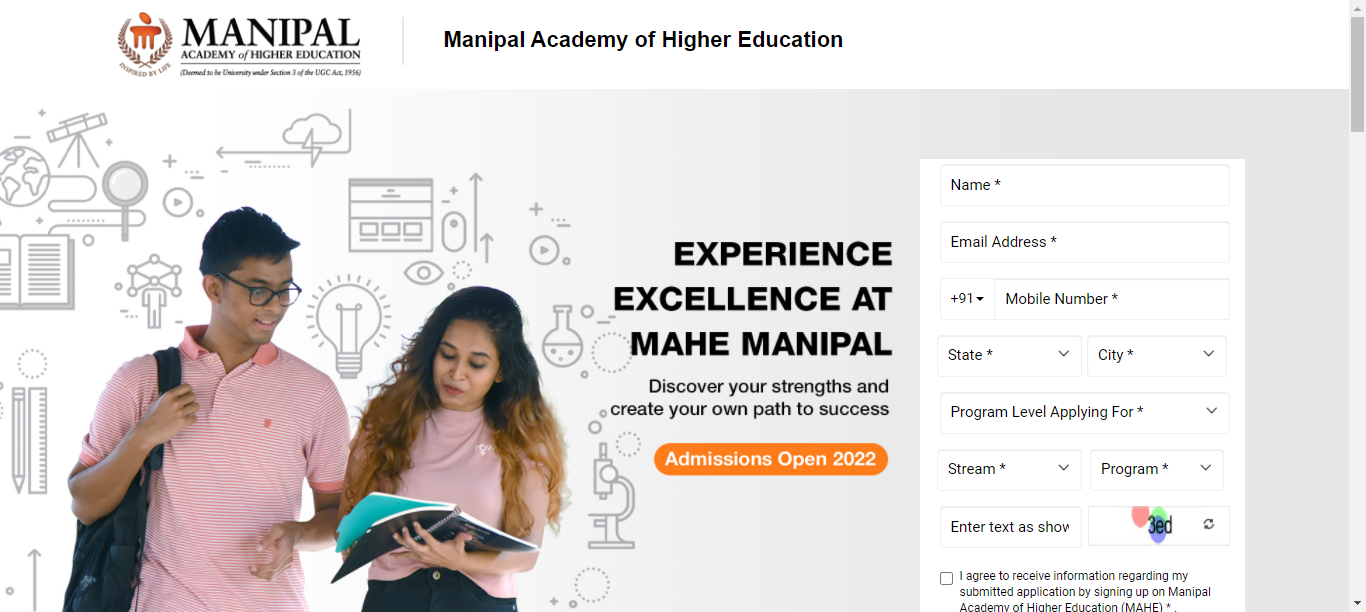 MANIPAL
ACADEMY of HIGHER EDUCATION
(Deemed to be University under Section 3 of the UGC Act, 1956)
INSPIRED BY LIFE
Manipal Academy of Higher Education
EXPERIENCE
EXCELLENCE AT
MAHE MANIPAL
Discover your strengths and
create your own path to success
Admissions Open 2022
Name *
Email Address *
+91 Mobile Number *
State * City *
Program Level Applying For *
Stream * Program *
Enter text as show 3ed
I agree to receive information regarding my
submitted application by signing up on Manipal
Academy of Higher Education (MAHE) * .